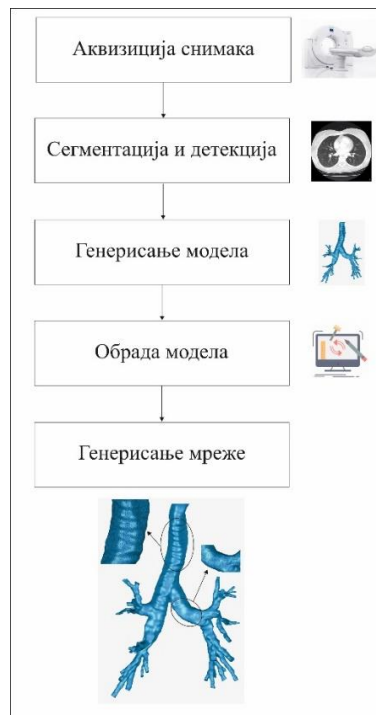 Аквизиција снимака
Сегментација и детекција
Генерисање модела
Обрада модела
Генерисање мреже